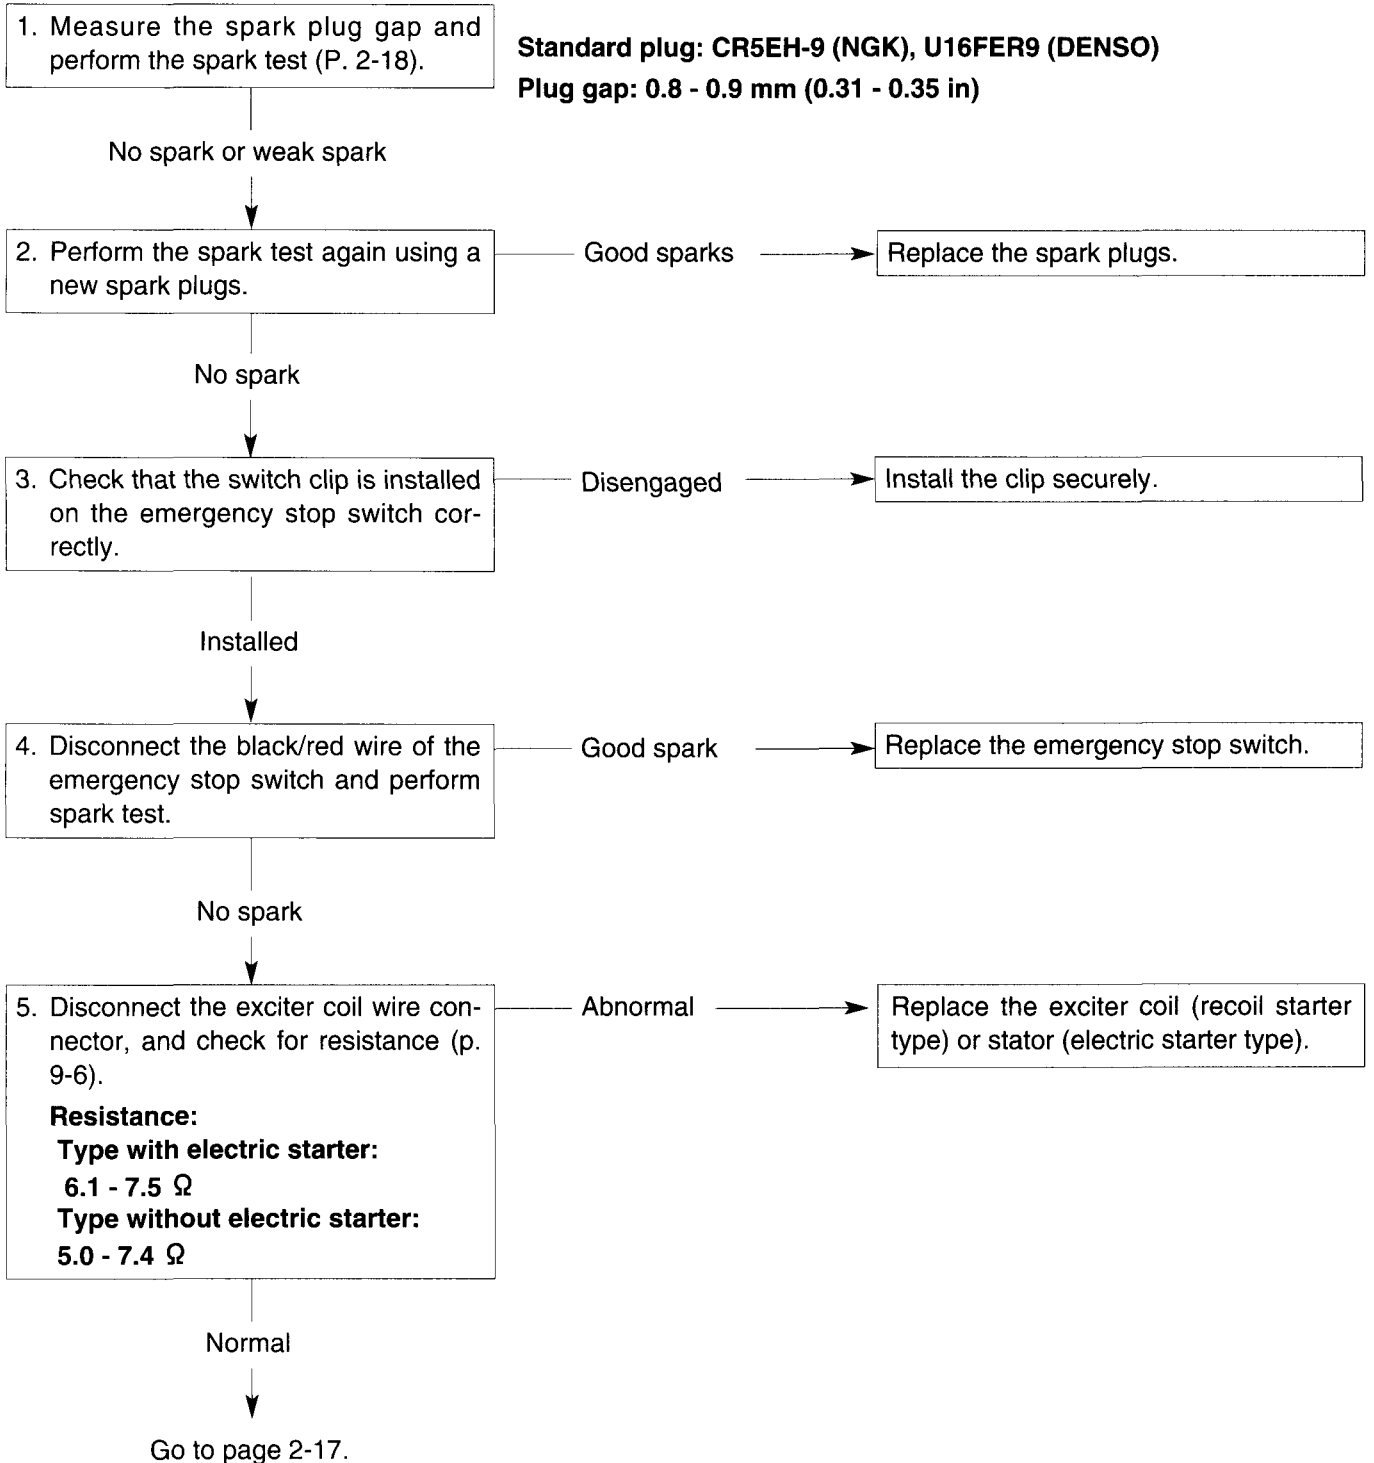 1. Measure the spark plug gap and
perform the spark test (P. 2-18).
Standard plug: CR5EH-9 (NGK), U16FER9 (DENSO)
Plug gap: 0.8 - 0.9 mm (0.31 - 0.35 in)
No spark or weak spark
2. Perform the spark test again using a
new spark plugs.
Good sparks
Replace the spark plugs.
No spark
3. Check that the switch clip is installed
on the emergency stop switch cor-
rectly.
Disengaged
Install the clip securely.
Installed
4. Disconnect the black/red wire of the
emergency stop switch and perform
spark test.
Good spark
Replace the emergency stop switch.
No spark
5. Disconnect the exciter coil wire con-
nector, and check for resistance (p.
9-6).
Resistance:
Type with electric starter:
6.1 - 7.5 Ω
Type without electric starter:
5.0 - 7.4 Ω
Abnormal
Replace the exciter coil (recoil starter
type) or stator (electric starter type).
Normal
Go to page 2-17.